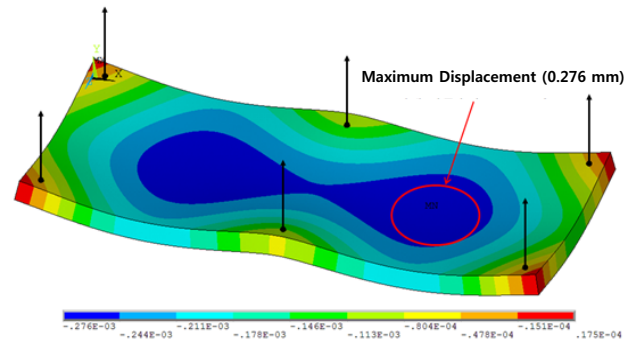 Maximum Displacement (0.276 mm)
Y
X
MN
-.276E-03
-.244E-03
-.211E-03
-.178E-03
-.146E-03
-.113E-03
-.804E-04
-.478E-04
-.151E-04
.175E-04